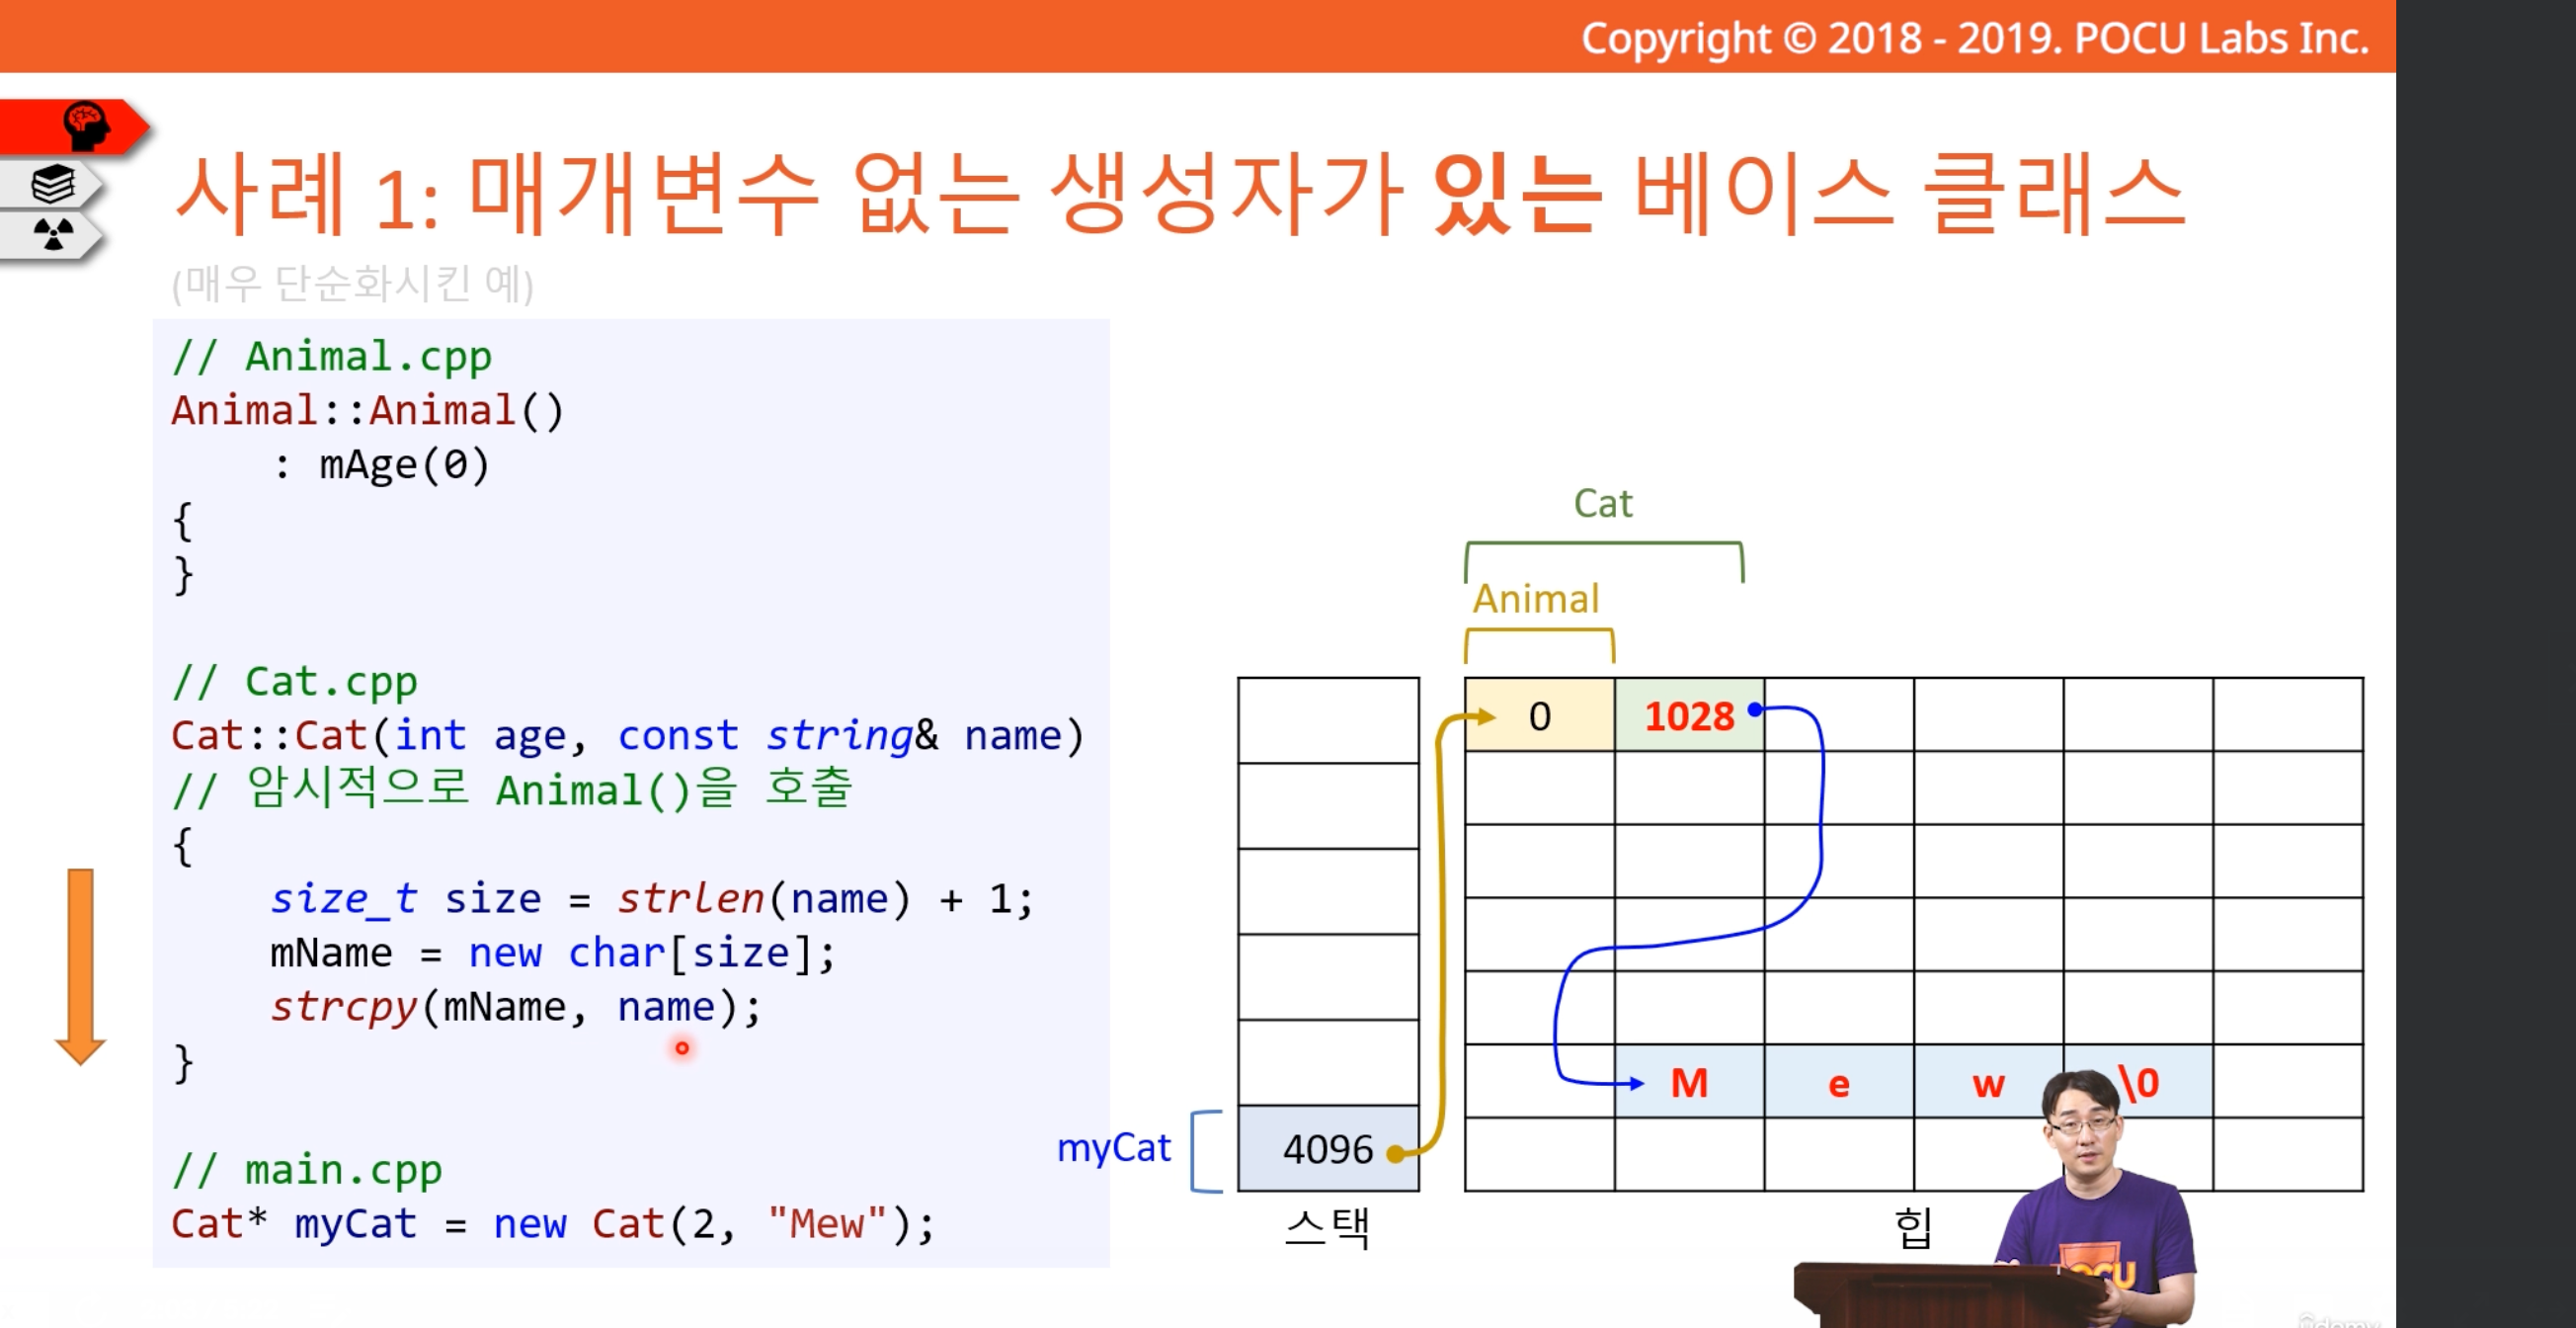 Copyright © 2018 - 2019. POCU Labs Inc.
사례 1: 매개변수 없는 생성자가 있는 베이스 클래스
(매우 단순화시킨 예)
// Animal.cpp
Animal::Animal()
    : mAge(0)
{
}
// Cat.cpp
Cat::Cat(int age, const string& name)
// 암시적으로 Animal()을 호출
{
    size_t size = strlen(name) + 1;
    mName = new char[size];
    strcpy(mName, name);
}
// main.cpp
Cat* myCat = new Cat(2, "Mew");
Cat
Animal
0 1028
M e w \0
myCat
4096
스택
힙